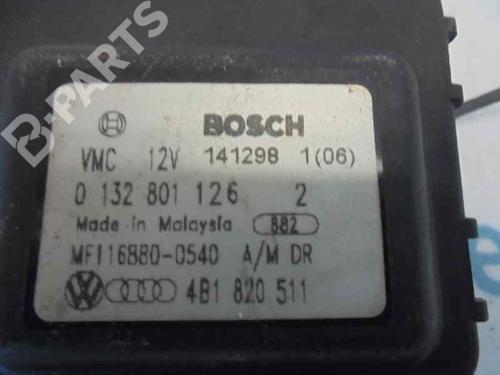 B-PARTS
BOSCH
VMC 12V 141298 1(06)
0 132 801 126 2
Made in Malaysia 882
MF116880-0540 A/M DR
4B1 820 511